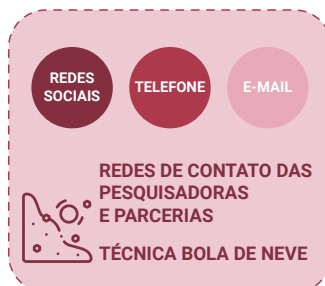 REDES
SOCIAIS
TELEFONE
E-MAIL
REDES DE CONTATO DAS
PESQUISADORAS
E PARCERIAS
TÉCNICA BOLA DE NEVE